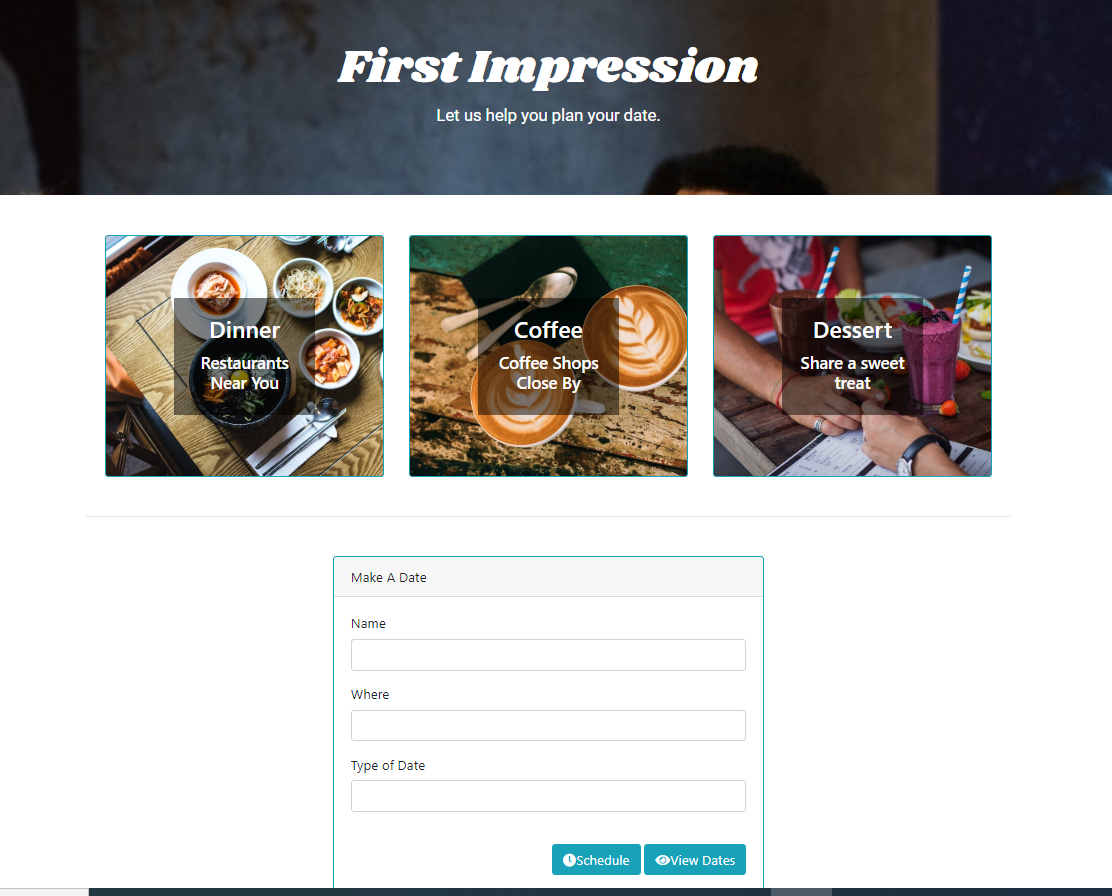 First Impression
Let us help you plan your date.
Dinner
Restaurants
Near You
Coffee
Coffee Shops
Close By
Dessert
Share a sweet
treat
Make A Date
Name
Where
Type of Date
Schedule
View Dates